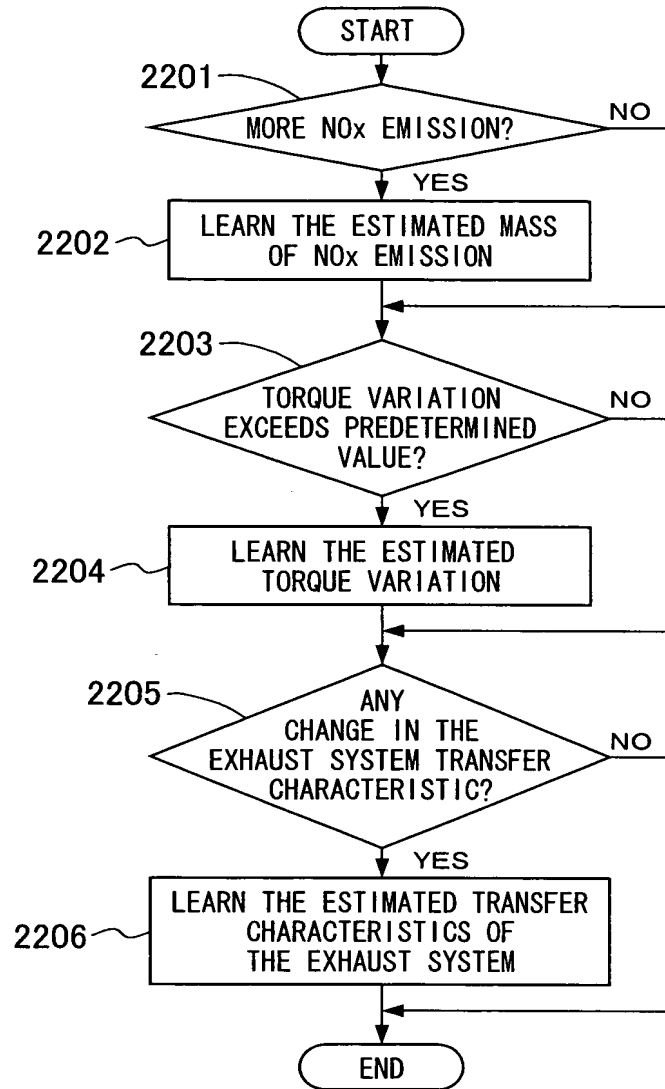 START
2201
MORE NOx EMISSION?
NO
YES
2202
LEARN THE ESTIMATED MASS
OF NOx EMISSION
2203
TORQUE VARIATION
EXCEEDS PREDETERMINED
VALUE?
NO
YES
2204
LEARN THE ESTIMATED
TORQUE VARIATION
2205
ANY
CHANGE IN THE
EXHAUST SYSTEM TRANSFER
CHARACTERISTIC?
NO
YES
2206
LEARN THE ESTIMATED TRANSFER
CHARACTERISTICS OF
THE EXHAUST SYSTEM
END